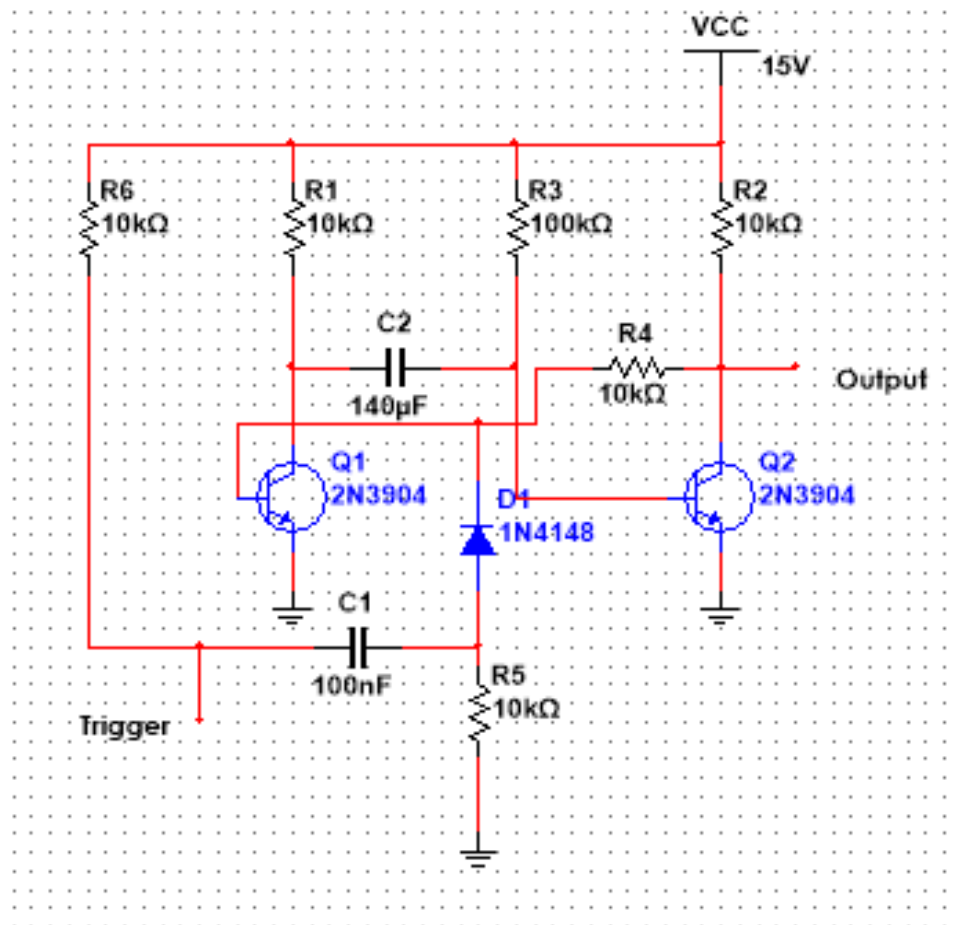 VCC
15V
R6
10kΩ
R1
10kΩ
R3
100kΩ
R2
10kΩ
C2
140µF
R4
10kΩ
Output
Q1
2N3904
D1
1N4148
Q2
2N3904
C1
100nF
R5
10kΩ
Trigger